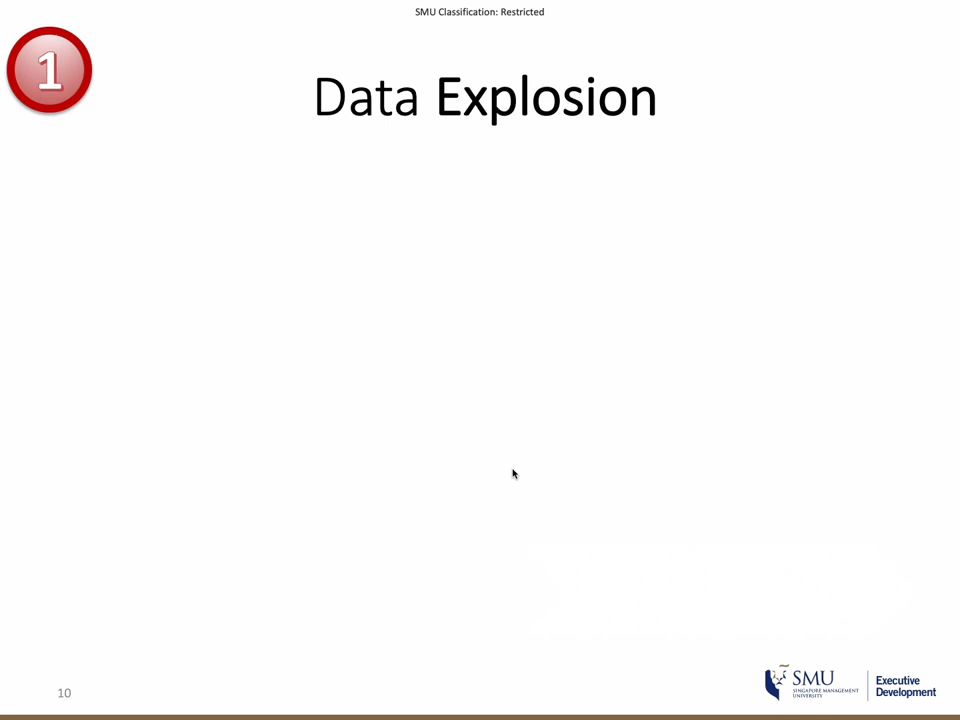 SMU Classification: Restricted
1
Data Explosion
10
SMU
SINGAPORE MANAGEMENT
UNIVERSITY
Executive
Development